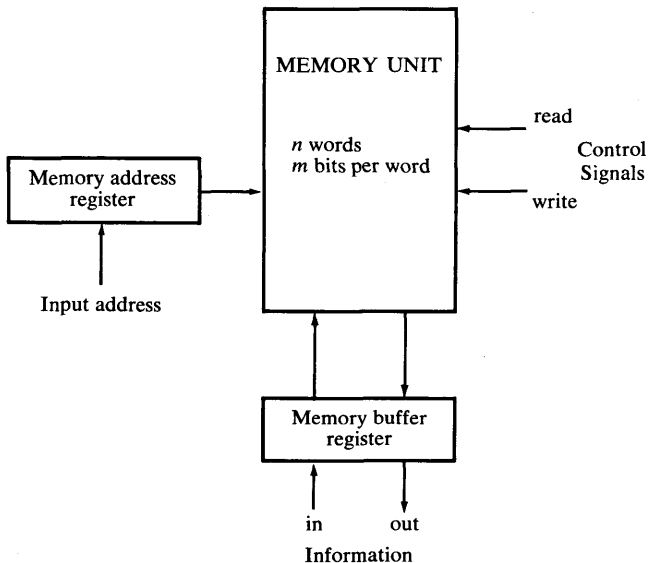 MEMORY UNIT
n words
m bits per word
read
Control
Signals
write
Memory address
register
Input address
Memory buffer
register
in
out
Information